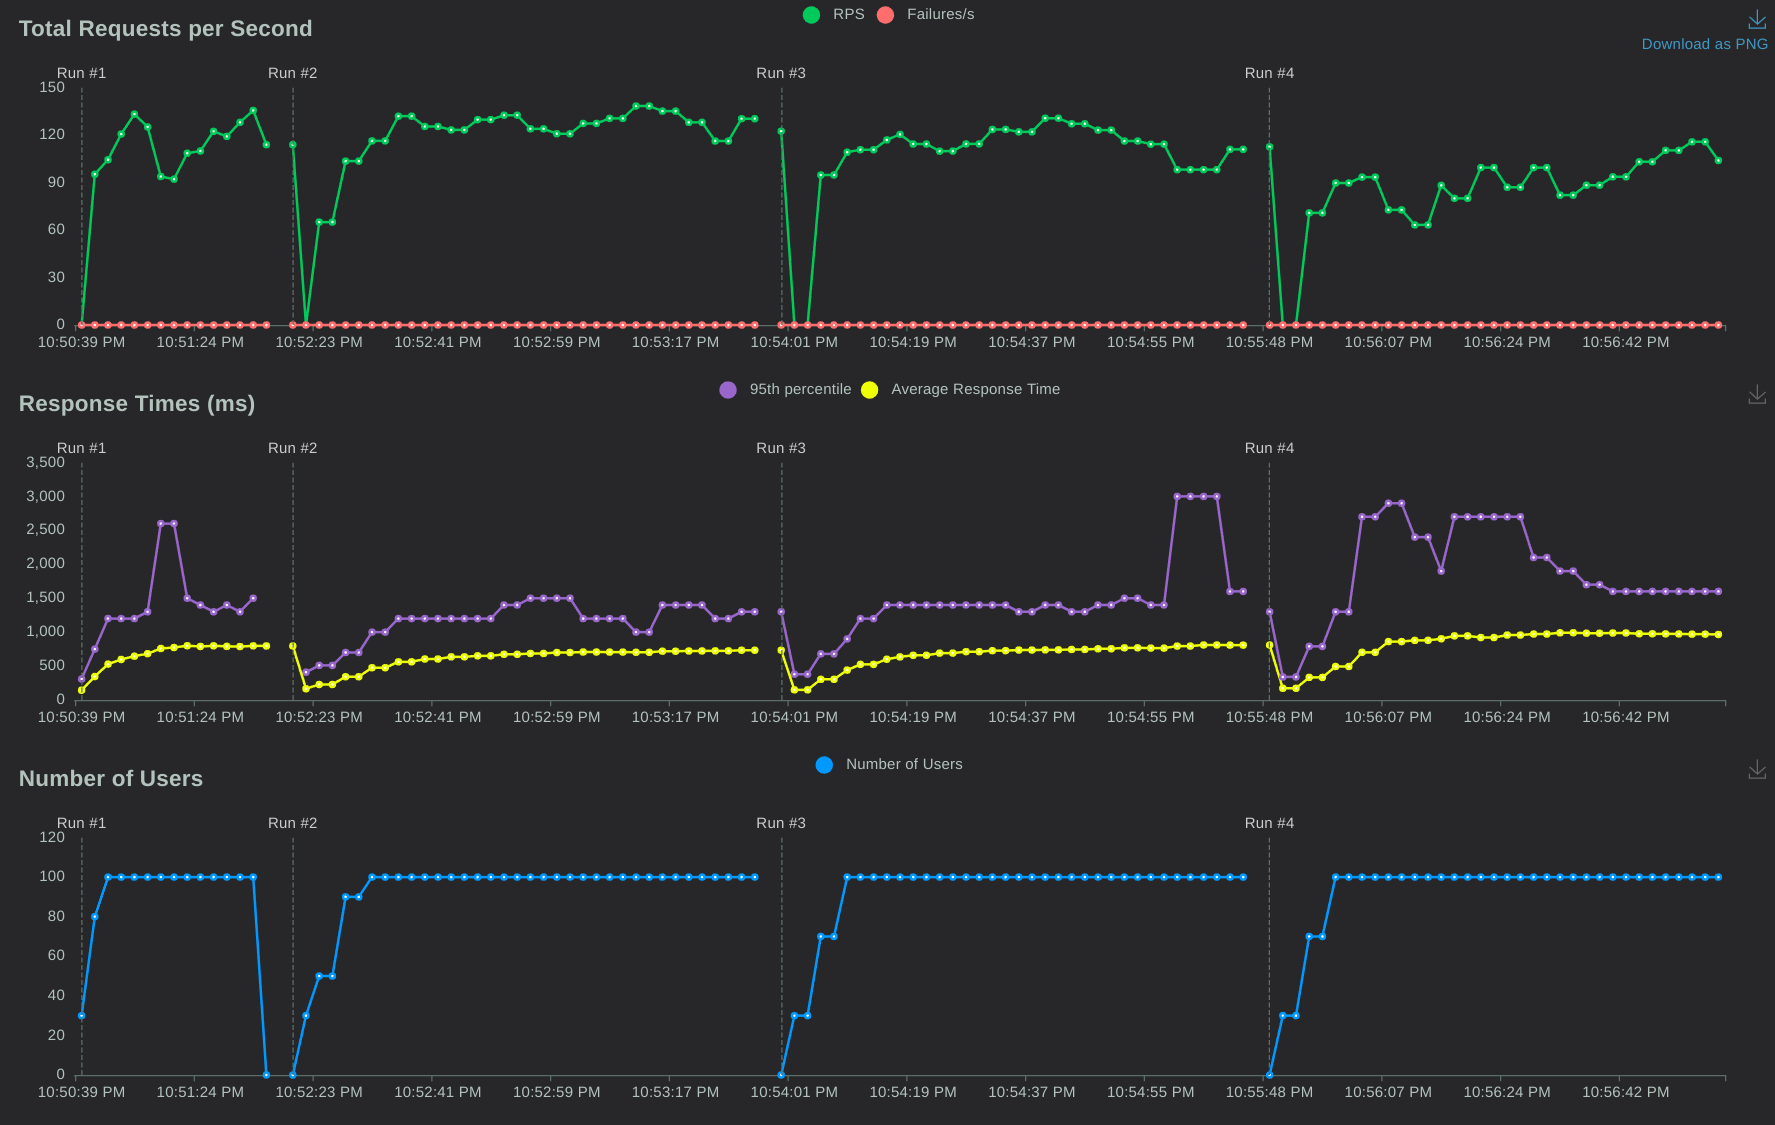 RPS Failures/s
Total Requests per Second
Download as PNG
Run #1 Run #2 Run #3 Run #4
150
120
90
60
30
0
10:50:39 PM 10:51:24 PM 10:52:23 PM 10:52:41 PM 10:52:59 PM 10:53:17 PM 10:54:01 PM 10:54:19 PM 10:54:37 PM 10:54:55 PM 10:55:48 PM 10:56:07 PM 10:56:24 PM 10:56:42 PM
95th percentile Average Response Time
Response Times (ms)
Run #1 Run #2 Run #3 Run #4
3,500
3,000
2,500
2,000
1,500
1,000
500
0
10:50:39 PM 10:51:24 PM 10:52:23 PM 10:52:41 PM 10:52:59 PM 10:53:17 PM 10:54:01 PM 10:54:19 PM 10:54:37 PM 10:54:55 PM 10:55:48 PM 10:56:07 PM 10:56:24 PM 10:56:42 PM
Number of Users
Number of Users
Run #1 Run #2 Run #3 Run #4
120
100
80
60
40
20
0
10:50:39 PM 10:51:24 PM 10:52:23 PM 10:52:41 PM 10:52:59 PM 10:53:17 PM 10:54:01 PM 10:54:19 PM 10:54:37 PM 10:54:55 PM 10:55:48 PM 10:56:07 PM 10:56:24 PM 10:56:42 PM